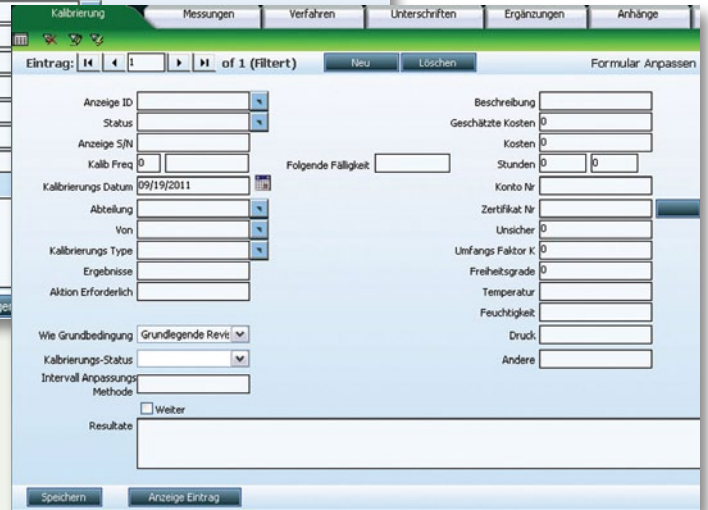 Kalibrierung Messungen Verfahren Unterschriften Ergänzungen Anhänge
Eintrag: 1 of 1 (Filtert) Neu Löschen Formular Anpassen
Anzeige ID
Status
Anzeige S/N
Kalib Freq 0
Folgende Fälligkeit
Kalibrierungs Datum 09/19/2011
Abteilung
Von
Kalibrierungs Type
Ergebnisse
Aktion Erforderlich
Wie Grundbedingung Grundlegende Revis
Kalbrierungs-Status
Intervall Anpassungs
Methode
Weiter
Resultate
Beschreibung
Geschätzte Kosten 0
Kosten 0
Stunden 0 0
Konto Nr
Zertifikat Nr
Unsicher 0
Umfangs Faktor K 0
Freiheitsgrade 0
Temperatur
Feuchtigkeit
Druck
Andere
Speichern Anzeige Eintrag